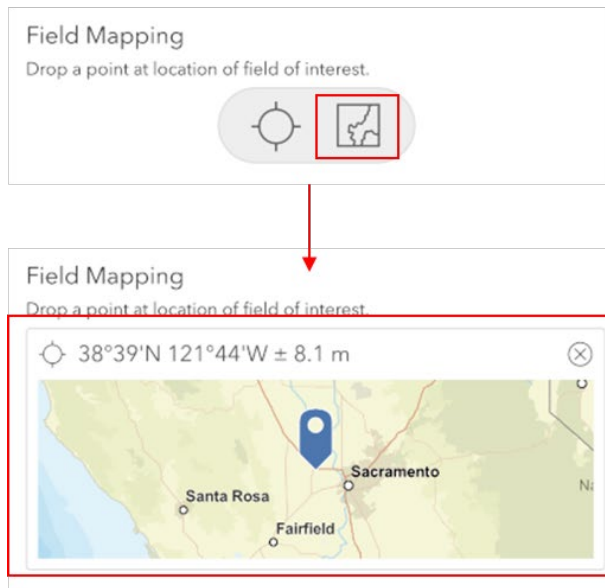 Field Mapping
Drop a point at location of field of interest.
Field Mapping
Drop a point at location of field of interest.
38°39'N 121°44'W ± 8.1 m
Sacramento
Santa Rosa
Fairfield